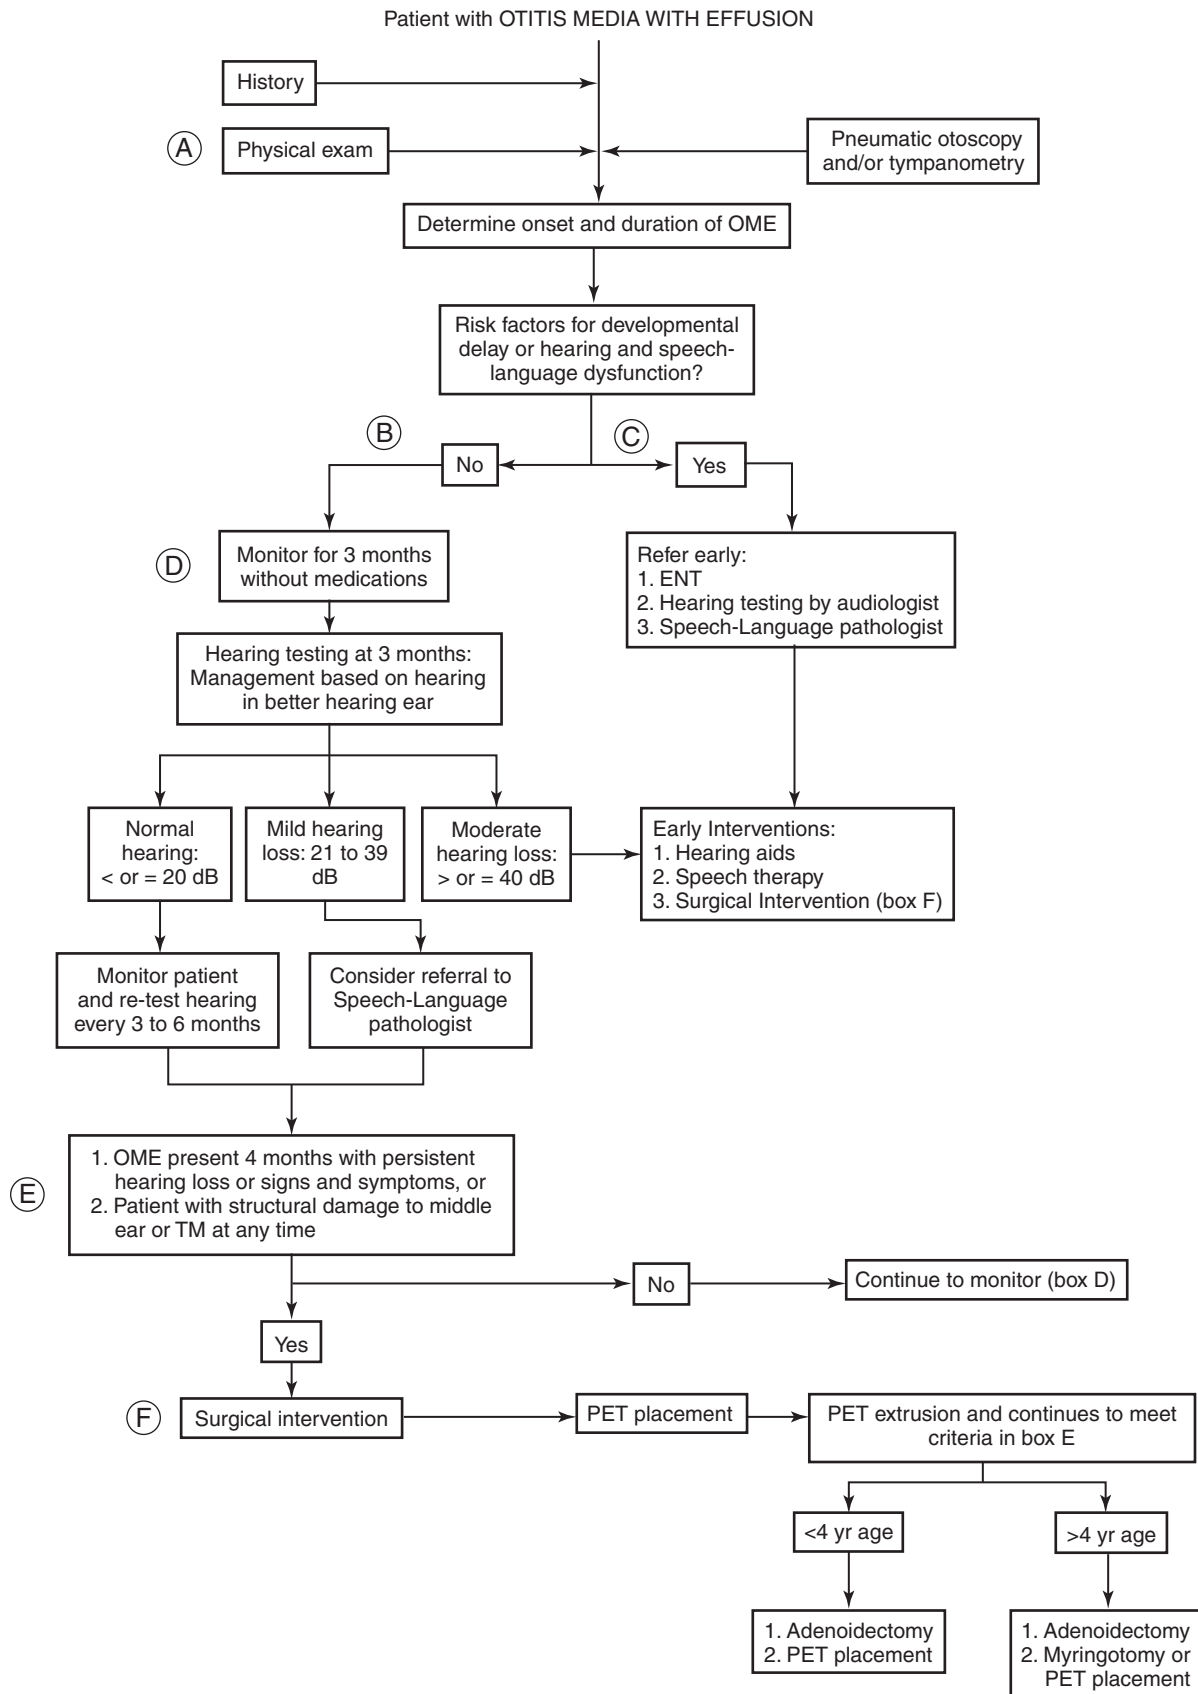 Patient with OTITIS MEDIA WITH EFFUSION
History
A
Physical exam
Pneumatic otoscopy
and/or tympanometry
Determine onset and duration of OME
Risk factors for developmental
delay or hearing and speech-
language dysfunction?
B
C
No
Yes
D
Monitor for 3 months
without medications
Refer early:
1. ENT
2. Hearing testing by audiologist
3. Speech-Language pathologist
Hearing testing at 3 months:
Management based on hearing
in better hearing ear
Normal
hearing:
< or = 20 dB
Mild hearing
loss: 21 to 39
dB
Moderate
hearing loss:
> or = 40 dB
Early Interventions:
1. Hearing aids
2. Speech therapy
3. Surgical Intervention (box F)
Monitor patient
and re-test hearing
every 3 to 6 months
Consider referral to
Speech-Language
pathologist
E
1. OME present 4 months with persistent
hearing loss or signs and symptoms, or
2. Patient with structural damage to middle
ear or TM at any time
No
Continue to monitor (box D)
Yes
F
Surgical intervention
PET placement
PET extrusion and continues to meet
criteria in box E
<4 yr age
>4 yr age
1. Adenoidectomy
2. PET placement
1. Adenoidectomy
2. Myringotomy or
PET placement